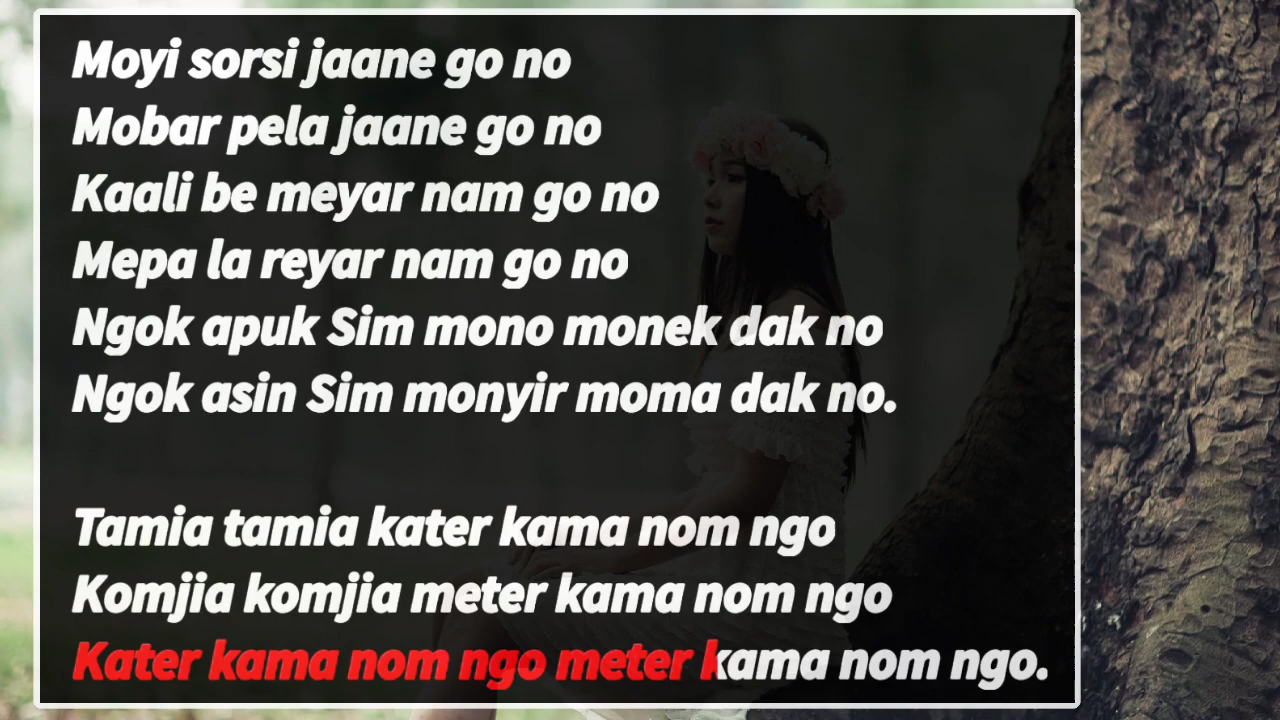 Moyi sorsi jaane go no
Mobar pela jaane go no
Kaali be meyar nam go no
Mepa la reyar nam go no
Ngok apuk Sim mono monek dak no
Ngok asin Sim monyir moma dak no.
Tamia tamia kater kama nom ngo
Komjia komjia meter kama nom ngo
Kater kama nom ngo meter kama nom ngo.